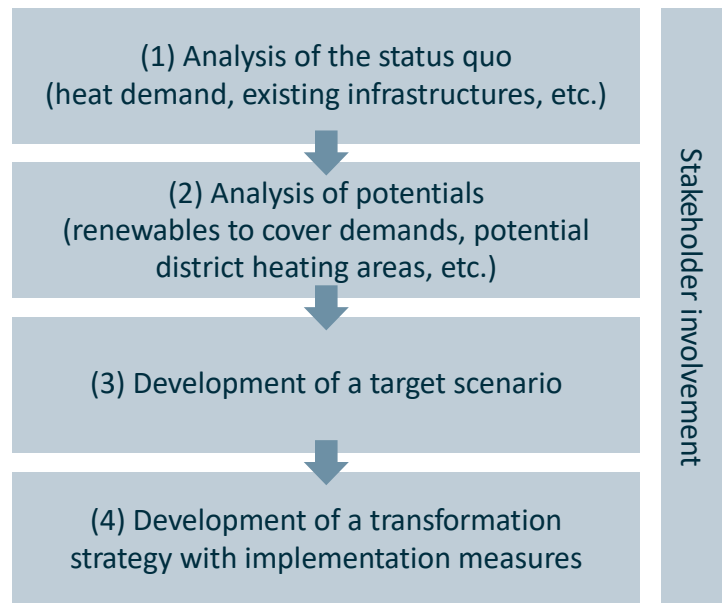 (1) Analysis of the status quo
(heat demand, existing infrastructures, etc.)
(2) Analysis of potentials
(renewables to cover demands, potential
district heating areas, etc.)
(3) Development of a target scenario
(4) Development of a transformation
strategy with implementation measures
Stakeholder involvement